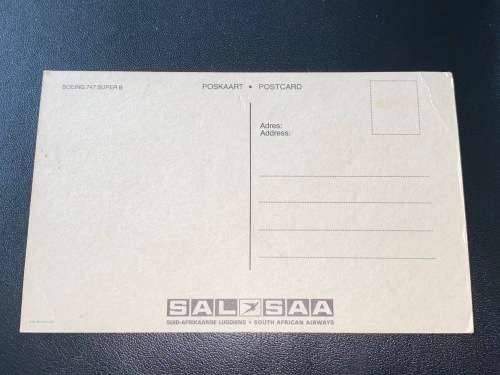 BOEING 747 SUPER B
POSKAART • POSTCARD
Adres:
Address:
SAL SAA
SUID-AFRIKAANSE LUGDIENS • SOUTH AFRICAN AIRWAYS